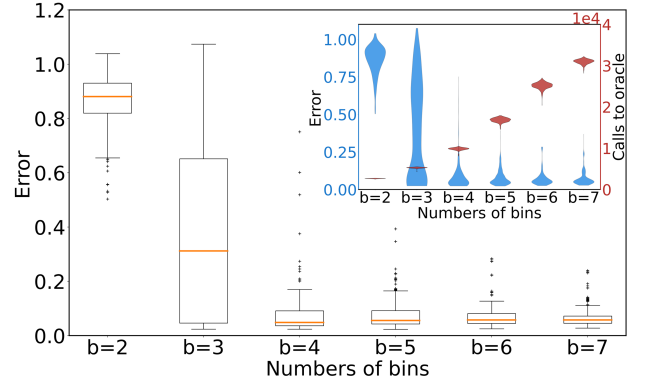 1.2
1.0
0.8
0.6
0.4
0.2
0.0
Error
b=2 b=3 b=4 b=5 b=6 b=7
Numbers of bins
1e4
1.00
0.75
0.50
0.25
0.00
Error
4
3
2
1
0
Calls to oracle
b=2 b=3 b=4 b=5 b=6 b=7
Numbers of bins